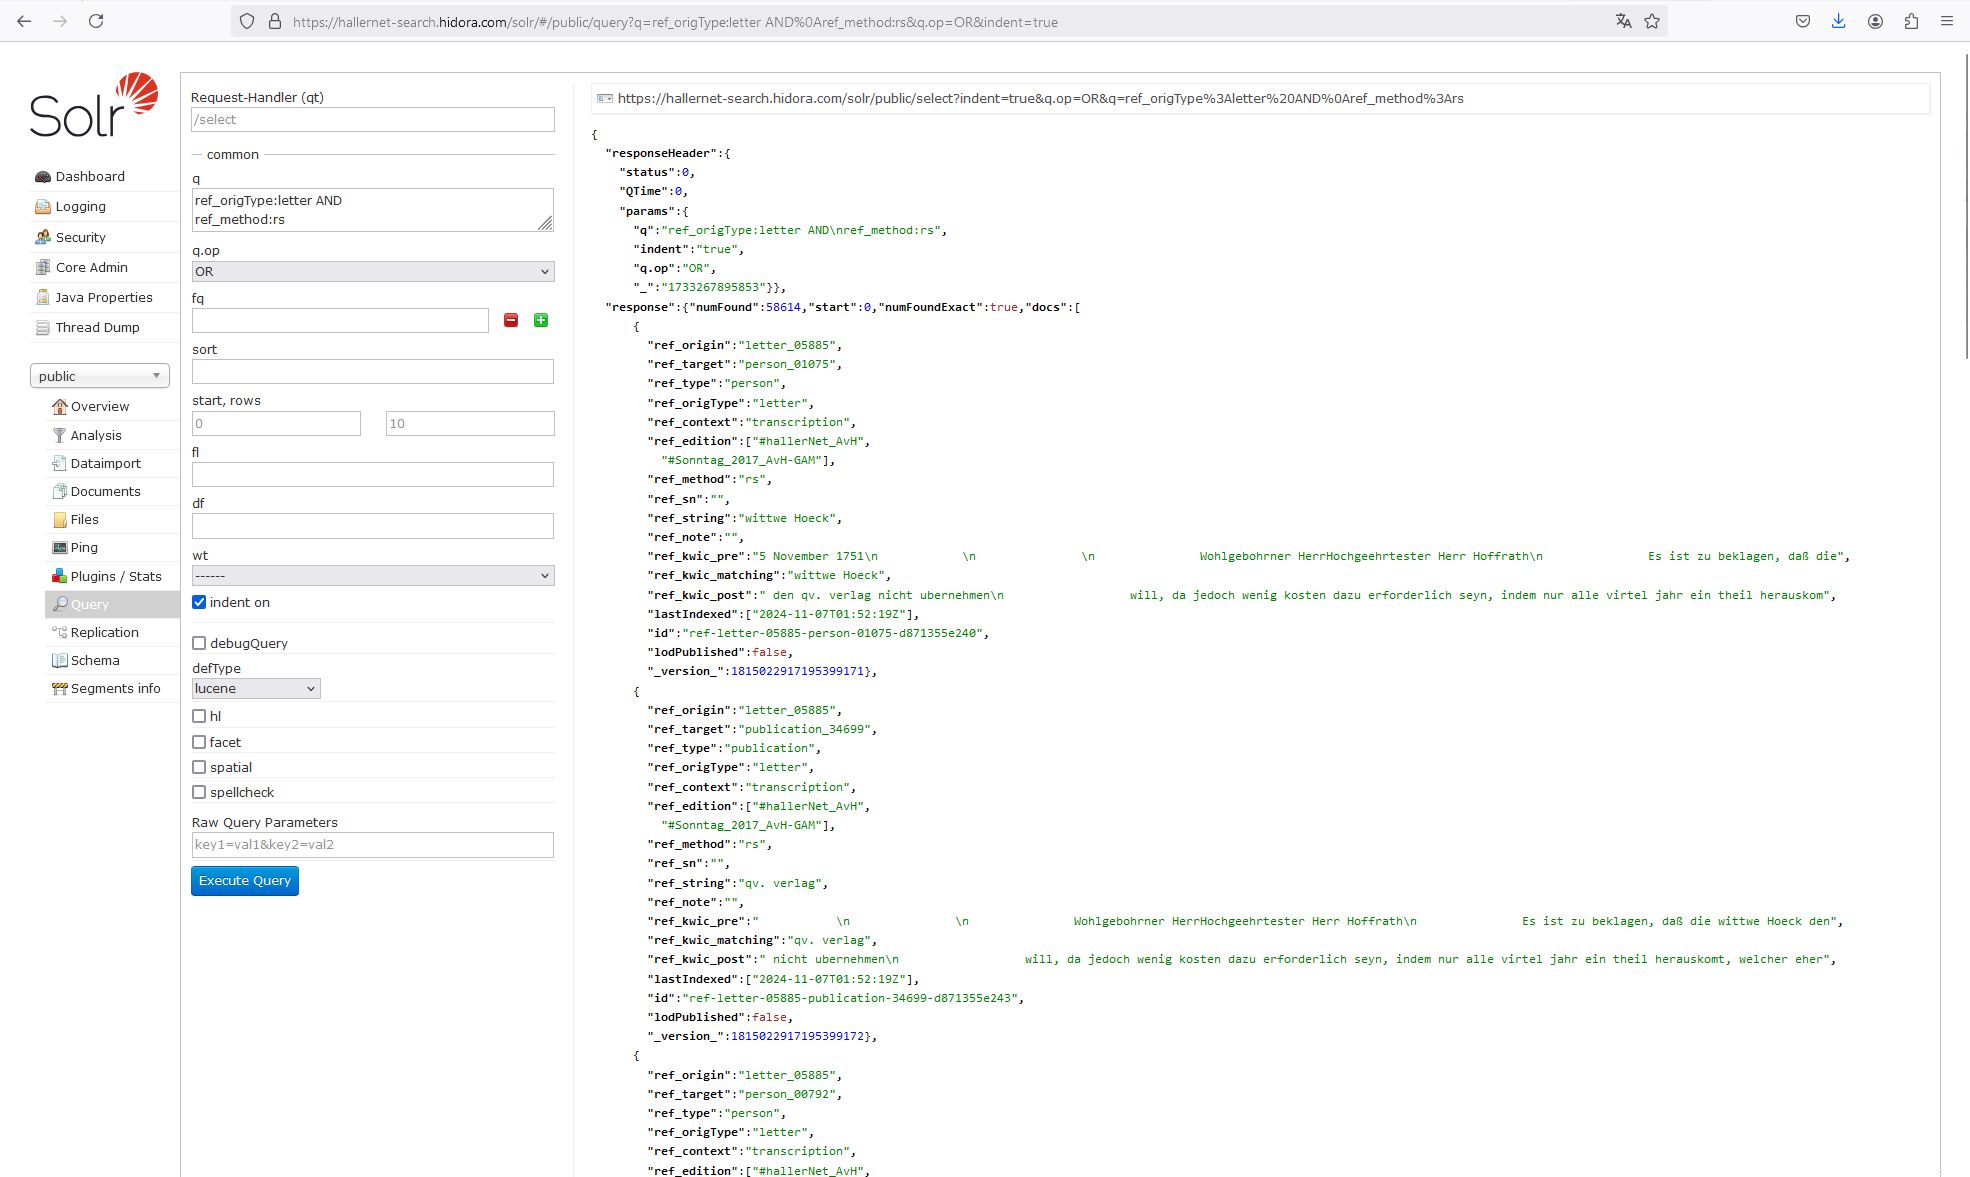 https://hallernet-search.hidora.com/solr/#/public/query?q=ref_origType:letter AND%0Aref_method:rs&q.op=OR&indent=true
Solr
Dashboard
Logging
Security
Core Admin
Java Properties
Thread Dump
public
Overview
Analysis
Dataimport
Documents
Files
Ping
Plugins / Stats
Query
Replication
Schema
Segments info
Request-Handler (qt)
/select
common
q
ref_origType:letter AND
ref_method:rs
q.op
OR
fq
sort
start, rows
0 10
fl
df
wt
------
indent on
debugQuery
defType
lucene
hl
facet
spatial
spellcheck
Raw Query Parameters
key1=val1&key2=val2
Execute Query
https://hallernet-search.hidora.com/solr/public/select?indent=true&q.op=OR&q=ref_origType%3Aletter%20AND%0Aref_method%3Ars
{
"responseHeader":{
"status":0,
"QTime":0,
"params":{
"q":"ref_origType:letter AND\nref_method:rs",
"indent":"true",
"q.op":"OR",
"_":"1733267895853"}},
"response":{"numFound":58614,"start":0,"numFoundExact":true,"docs":[
{
"ref_origin":"letter_05885",
"ref_target":"person_01075",
"ref_type":"person",
"ref_origType":"letter",
"ref_context":"transcription",
"ref_edition":["#hallerNet_AvH",
"#Sonntag_2017_AvH-GAM"],
"ref_method":"rs",
"ref_sn":"",
"ref_string":"wittwe Hoeck",
"ref_note":"",
"ref_kwic_pre":"5 November 1751\n \n \n Wohlgebohrner HerrHochgeehrtester Herr Hoffrath\n Es ist zu beklagen, daß die",
"ref_kwic_matching":"wittwe Hoeck",
"ref_kwic_post":" den qv. verlag nicht ubernehmen\n will, da jedoch wenig kosten dazu erforderlich seyn, indem nur alle virtel jahr ein theil herauskom",
"lastIndexed":["2024-11-07T01:52:19Z"],
"id":"ref-letter-05885-person-01075-d871355e240",
"lodPublished":false,
"_version_":1815022917195399171},
{
"ref_origin":"letter_05885",
"ref_target":"publication_34699",
"ref_type":"publication",
"ref_origType":"letter",
"ref_context":"transcription",
"ref_edition":["#hallerNet_AvH",
"#Sonntag_2017_AvH-GAM"],
"ref_method":"rs",
"ref_sn":"",
"ref_string":"qv. verlag",
"ref_note":"",
"ref_kwic_pre":" \n \n Wohlgebohrner HerrHochgeehrtester Herr Hoffrath\n Es ist zu beklagen, daß die wittwe Hoeck den",
"ref_kwic_matching":"qv. verlag",
"ref_kwic_post":" nicht ubernehmen\n will, da jedoch wenig kosten dazu erforderlich seyn, indem nur alle virtel jahr ein theil herauskomt, welcher eher",
"lastIndexed":["2024-11-07T01:52:19Z"],
"id":"ref-letter-05885-publication-34699-d871355e243",
"lodPublished":false,
"_version_":1815022917195399172},
{
"ref_origin":"letter_05885",
"ref_target":"person_00792",
"ref_type":"person",
"ref_origType":"letter",
"ref_context":"transcription",
"ref_edition":["#hallerNet_AvH",